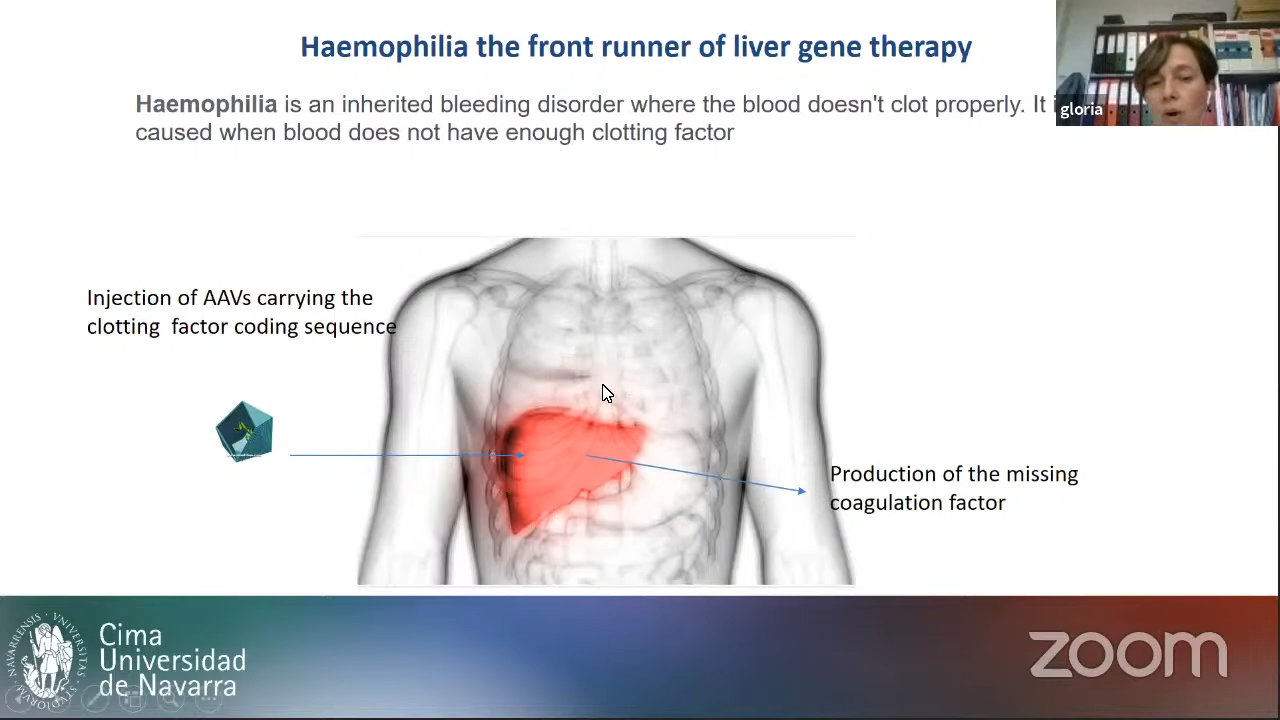 Haemophilia the front runner of liver gene therapy
Haemophilia is an inherited bleeding disorder where the blood doesn't clot properly. It i
caused when blood does not have enough clotting factor
gloria
Injection of AAVs carrying the
clotting factor coding sequence
Production of the missing
coagulation factor
Cima
Universidad
de Navarra
zoom